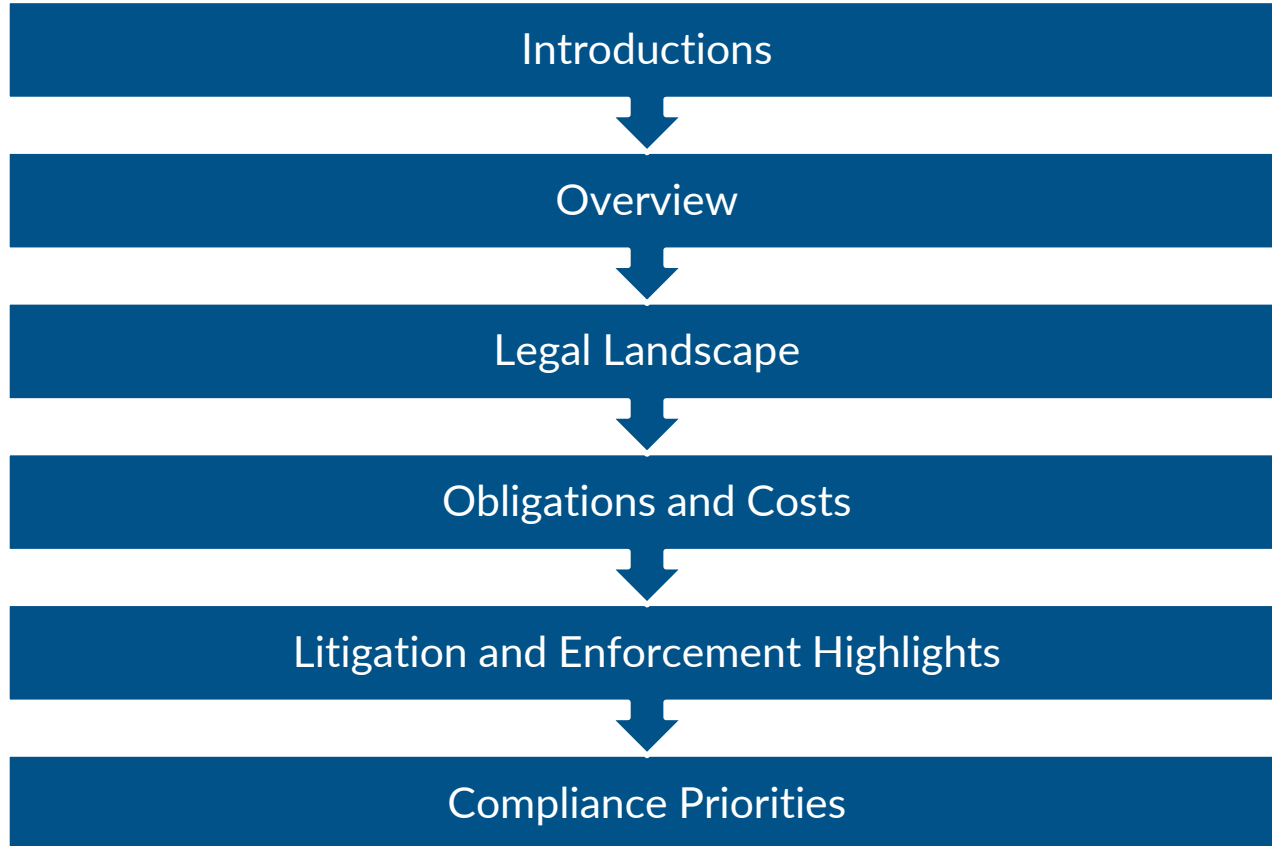 Introductions
Overview
Legal Landscape
Obligations and Costs
Litigation and Enforcement Highlights
Compliance Priorities